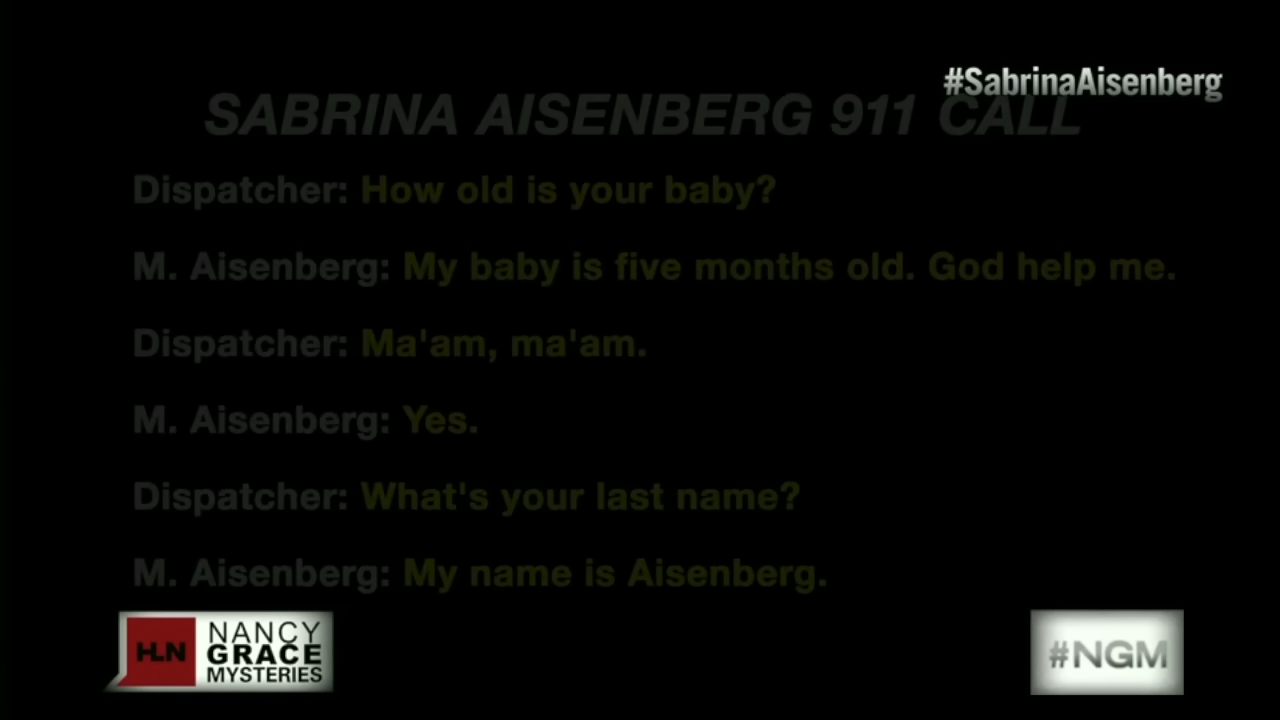 #SabrinaAisenberg
SABRINA AISENBERG 911 CALL
Dispatcher: How old is your baby?
M. Aisenberg: My baby is five months old. God help me.
Dispatcher: Ma'am, ma'am.
M. Aisenberg: Yes.
Dispatcher: What's your last name?
M. Aisenberg: My name is Aisenberg.
HLN
NANCY
GRACE
MYSTERIES
#NGM